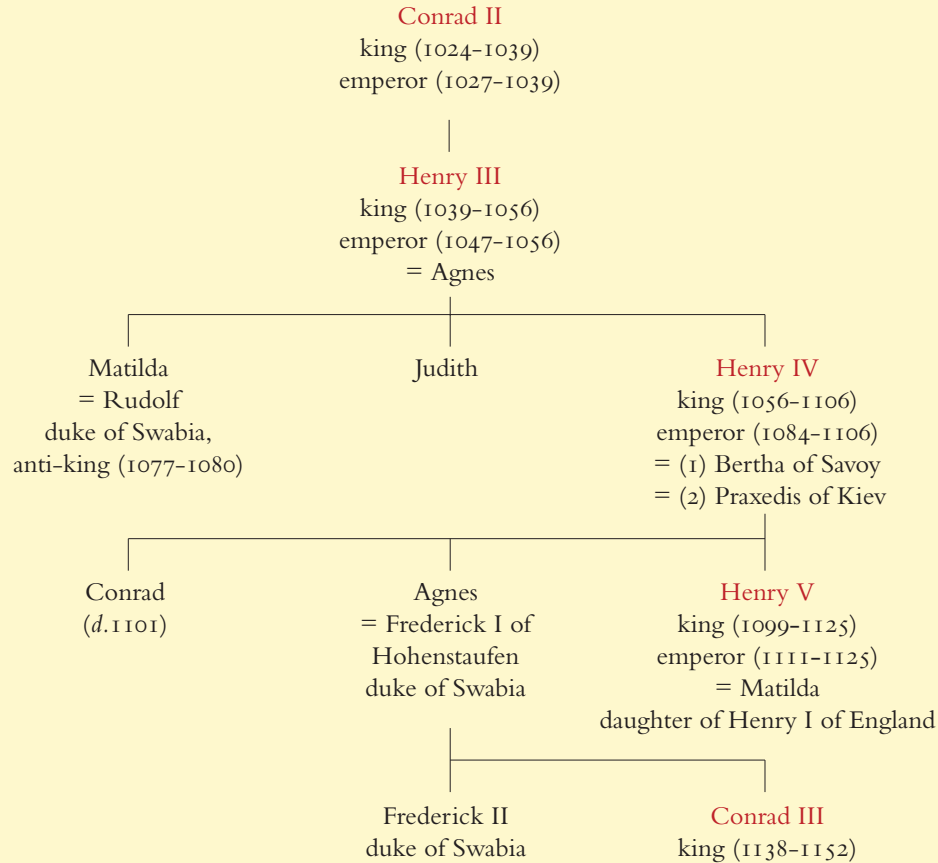 Conrad II
king (1024-1039)
emperor (1027-1039)
Henry III
king (1039-1056)
emperor (1047-1056)
= Agnes
Matilda
= Rudolf
duke of Swabia,
anti-king (1077-1080)
Judith
Henry IV
king (1056-1106)
emperor (1084-1106)
= (1) Bertha of Savoy
= (2) Praxedis of Kiev
Conrad
(d.1101)
Agnes
= Frederick I of
Hohenstaufen
duke of Swabia
Henry V
king (1099-1125)
emperor (1111-1125)
= Matilda
daughter of Henry I of England
Frederick II
duke of Swabia
Conrad III
king (1138-1152)